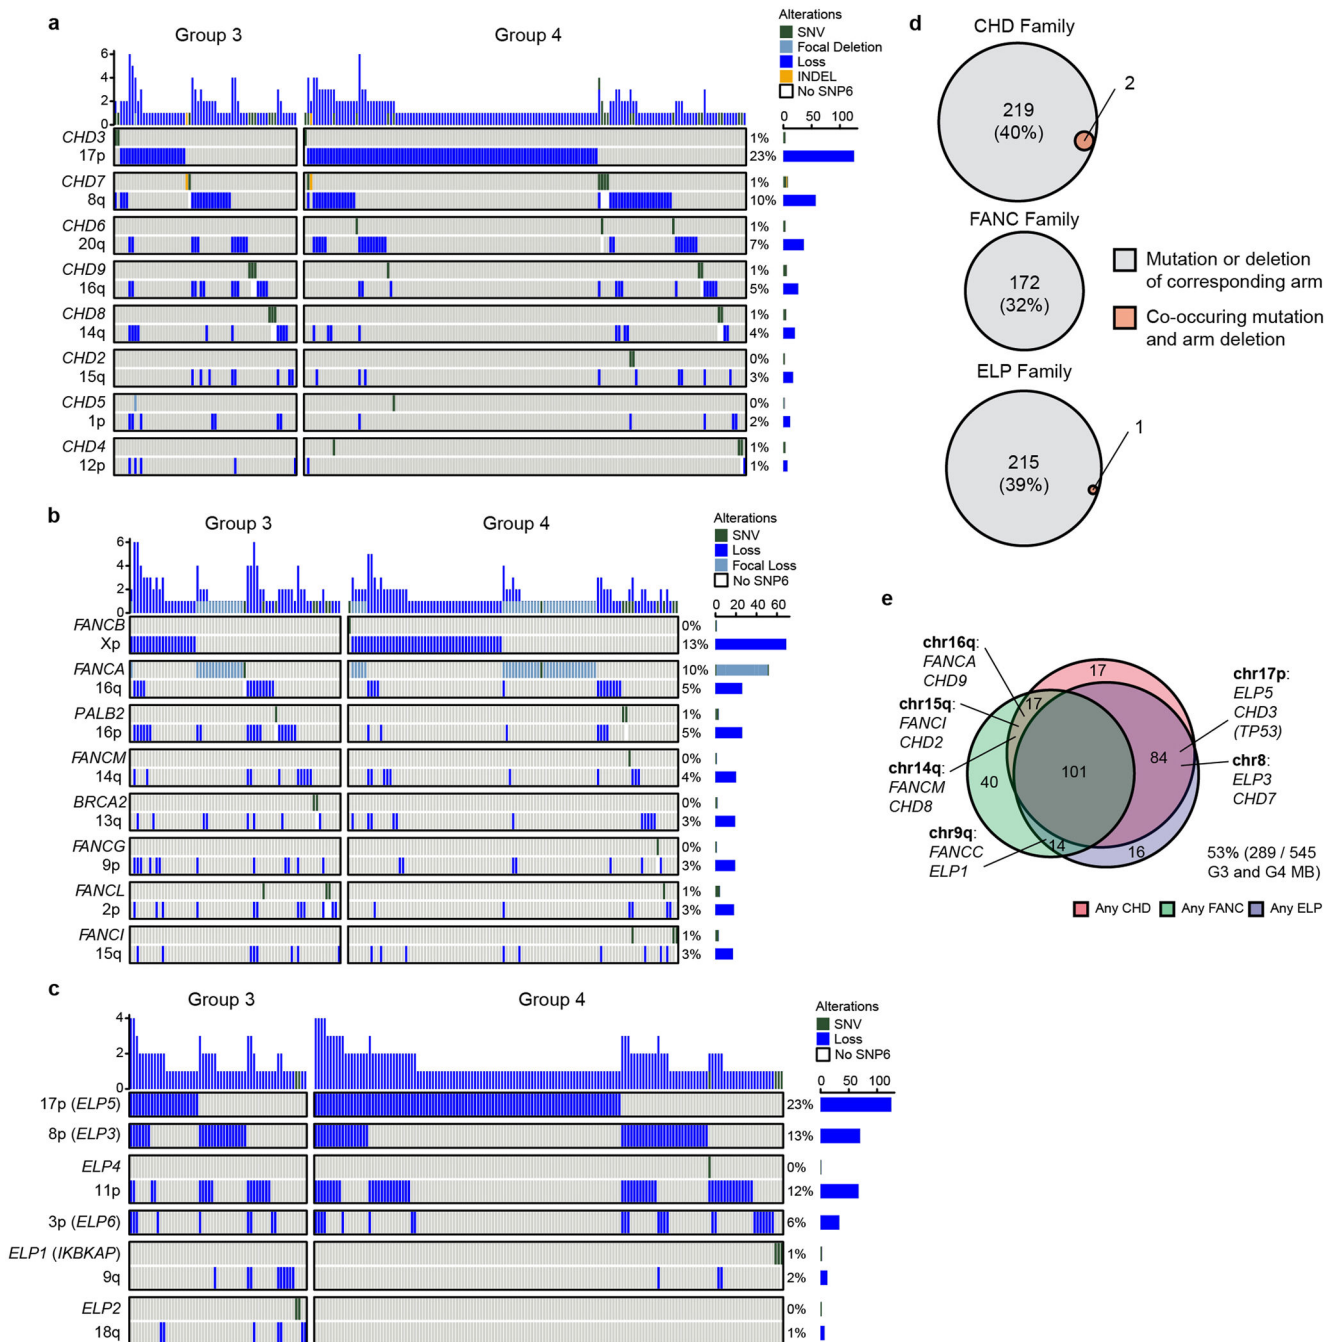 a
Group 3
Group 4
Alterations
SNV
Focal Deletion
Loss
INDEL
No SNP6
6
4
2
0
0 50 100
CHD3
1%
17p
23%
CHD7
1%
8q
10%
CHD6
1%
20q
7%
CHD9
1%
16q
5%
CHD8
1%
14q
4%
CHD2
0%
15q
3%
CHD5
0%
1p
2%
CHD4
1%
12p
1%
b
Group 3
Group 4
Alterations
SNV
Loss
Focal Loss
No SNP6
6
4
2
0
0 20 40 60
FANCB
0%
Xp
13%
FANCA
10%
16q
5%
PALB2
1%
16p
5%
FANCM
0%
14q
4%
BRCA2
0%
13q
3%
FANCG
0%
9p
3%
FANCL
1%
2p
3%
FANCI
1%
15q
3%
c
Group 3
Group 4
Alterations
SNV
Loss
No SNP6
4
2
0
0 50 100
17p (ELP5)
23%
8p (ELP3)
13%
ELP4
0%
11p
12%
3p (ELP6)
6%
ELP1 (IKBKAP)
1%
9q
2%
ELP2
0%
18q
1%
d
CHD Family
219
(40%)
2
FANC Family
172
(32%)
Mutation or deletion
of corresponding arm
Co-occuring mutation
and arm deletion
ELP Family
215
(39%)
1
e
chr16q:
FANCA
CHD9
chr15q:
FANCI
CHD2
chr14q:
FANCM
CHD8
chr9q:
FANCC
ELP1
17
17
40
101
84
14
16
chr17p:
ELP5
CHD3
(TP53)
chr8:
ELP3
CHD7
53% (289 / 545
G3 and G4 MB)
Any CHD
Any FANC
Any ELP